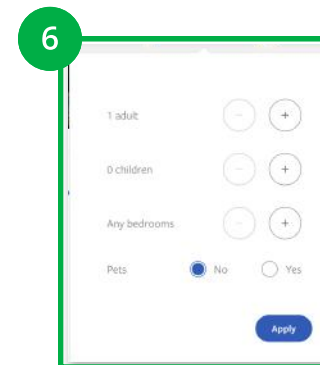 6
1 adult - +
0 children - +
Any bedrooms - +
Pets No Yes
Apply